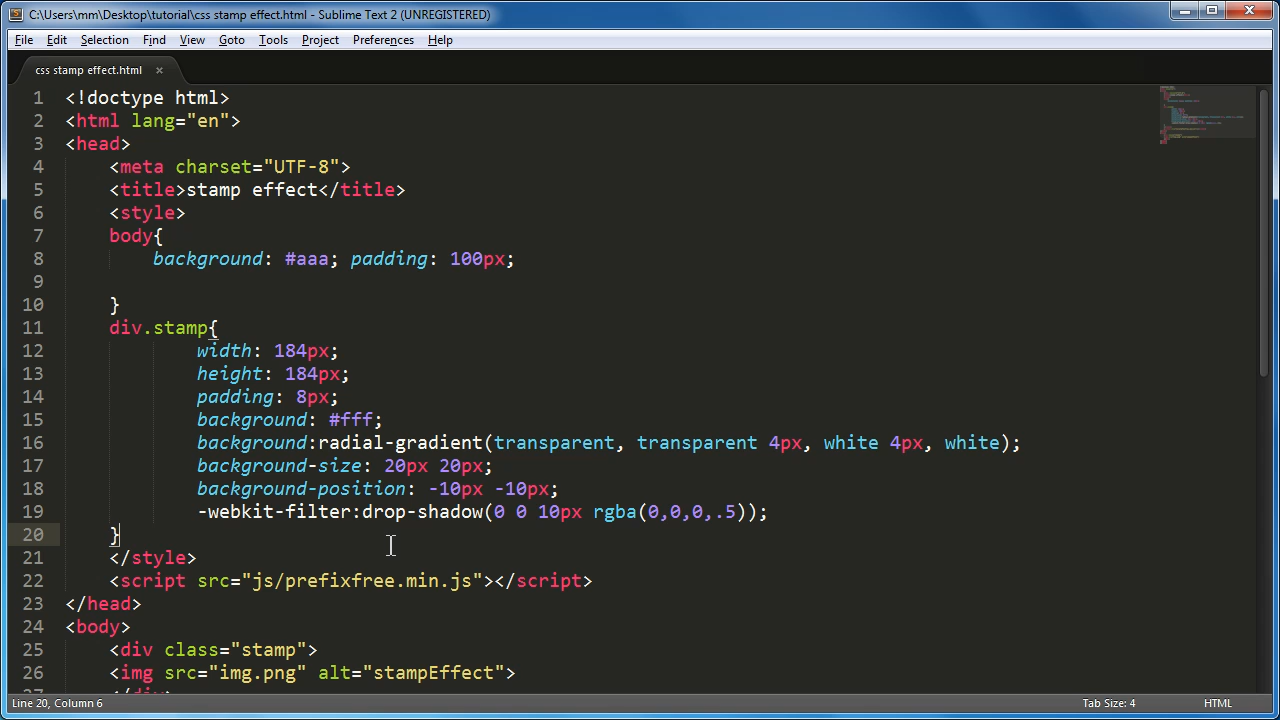 C:\Users\mm\Desktop\tutorial\css stamp effect.html - Sublime Text 2 (UNREGISTERED)
File Edit Selection Find View Goto Tools Project Preferences Help
css stamp effect.html ×
1 <!doctype html>
2 <html lang="en">
3 <head>
4 <meta charset="UTF-8">
5 <title>stamp effect</title>
6 <style>
7 body{
8 background: #aaa; padding: 100px;
9
10 }
11 div.stamp{
12 width: 184px;
13 height: 184px;
14 padding: 8px;
15 background: #fff;
16 background:radial-gradient(transparent, transparent 4px, white 4px, white);
17 background-size: 20px 20px;
18 background-position: -10px -10px;
19 -webkit-filter:drop-shadow(0 0 10px rgba(0,0,0,.5));
20 }
21 </style>
22 <script src="js/prefixfree.min.js"></script>
23 </head>
24 <body>
25 <div class="stamp">
26 <img src="img.png" alt="stampEffect">
27 </div>
Line 20, Column 6 Tab Size: 4 HTML